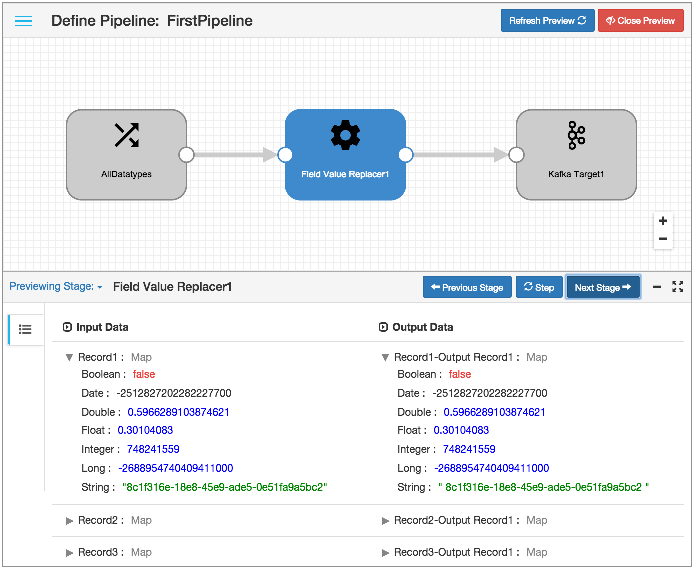 Define Pipeline: FirstPipeline
Refresh Preview
Close Preview
AllDatatypes
Field Value Replacer1
Kafka Target1
+
−
Previewing Stage:
Field Value Replacer1
Previous Stage
Step
Next Stage
Input Data
Output Data
Record1 : Map
Record1-Output Record1 : Map
Boolean : false
Boolean : false
Date : -2512827202282227700
Date : -2512827202282227700
Double : 0.5966289103874621
Double : 0.5966289103874621
Float : 0.30104083
Float : 0.30104083
Integer : 748241559
Integer : 748241559
Long : -2688954740409411000
Long : -2688954740409411000
String : "8c1f316e-18e8-45e9-ade5-0e51fa9a5bc2"
String : " 8c1f316e-18e8-45e9-ade5-0e51fa9a5bc2 "
Record2 : Map
Record2-Output Record1 : Map
Record3 : Map
Record3-Output Record1 : Map